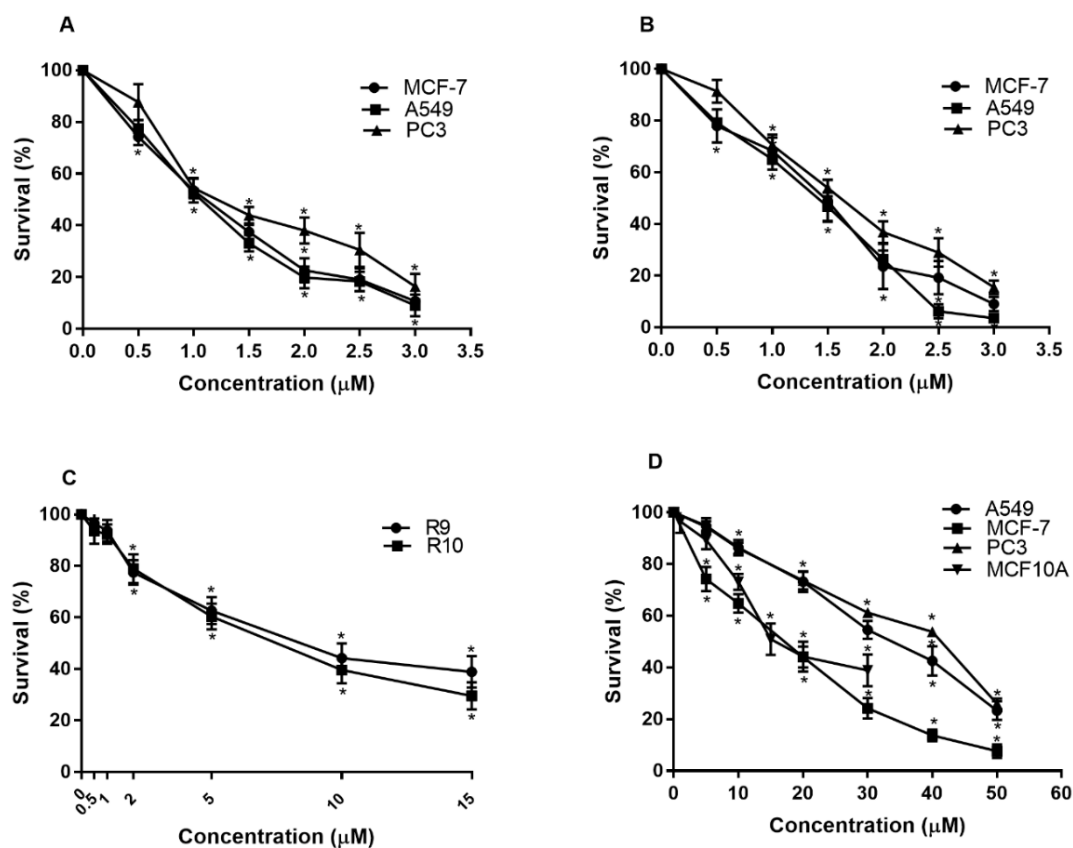 A
MCF-7
A549
PC3
Survival (%)
100
80
60
40
20
0
0.0 0.5 1.0 1.5 2.0 2.5 3.0 3.5
Concentration (μM)
B
MCF-7
A549
PC3
Survival (%)
100
80
60
40
20
0
0.0 0.5 1.0 1.5 2.0 2.5 3.0 3.5
Concentration (μM)
C
R9
R10
Survival (%)
100
80
60
40
20
0
0 0.5 1 2 5 10 15
Concentration (μM)
D
A549
MCF-7
PC3
MCF10A
Survival (%)
100
80
60
40
20
0
0 10 20 30 40 50 60
Concentration (μM)